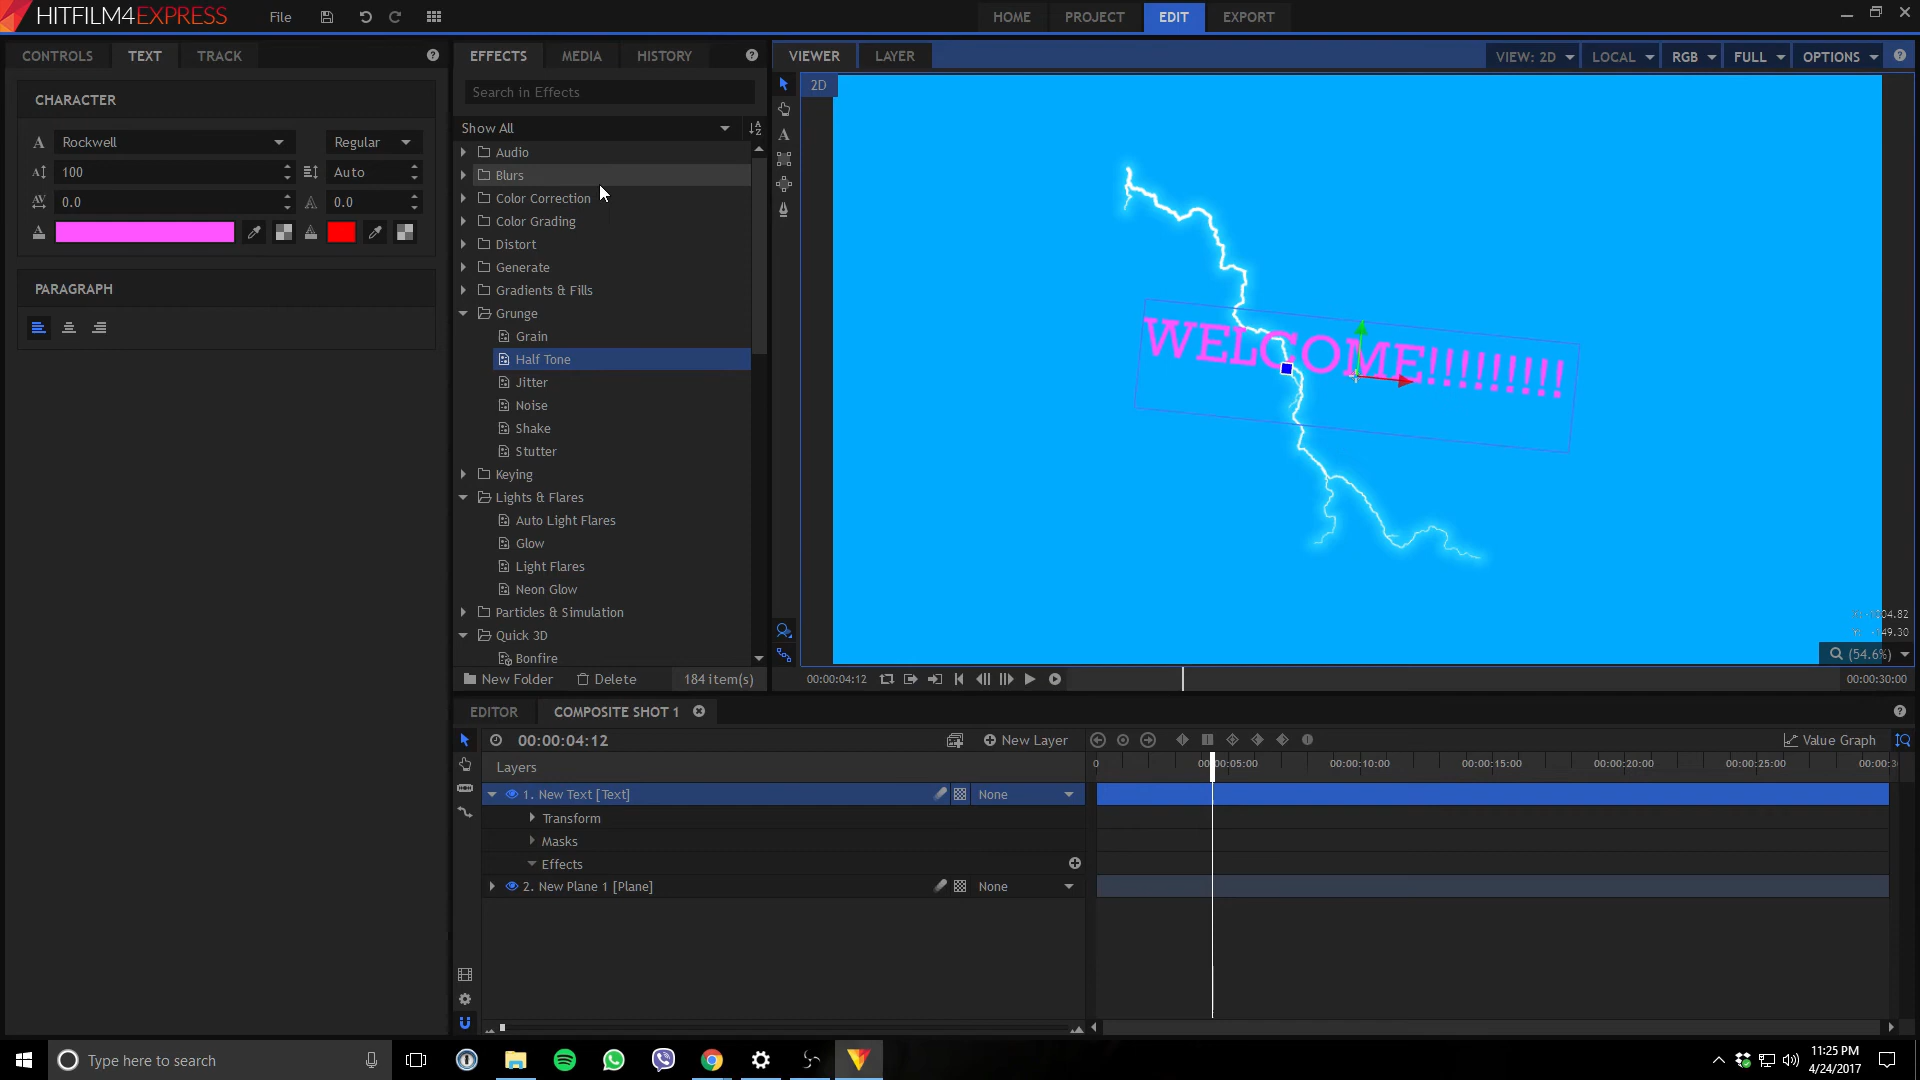 HITFILM4EXPRESS
File
HOME
PROJECT
EDIT
EXPORT
CONTROLS
TEXT
TRACK
EFFECTS
MEDIA
HISTORY
VIEWER
LAYER
VIEW: 2D
LOCAL
RGB
FULL
OPTIONS
CHARACTER
Rockwell
Regular
100
Auto
0.0
0.0
PARAGRAPH
Search in Effects
Show All
Audio
Blurs
Color Correction
Color Grading
Distort
Generate
Gradients & Fills
Grunge
Grain
Half Tone
Jitter
Noise
Shake
Stutter
Keying
Lights & Flares
Auto Light Flares
Glow
Light Flares
Neon Glow
Particles & Simulation
Quick 3D
Bonfire
New Folder
Delete
184 item(s)
2D
WELCOME!!!!!!!!!
(54.6%)
00:00:04:12
00:00:30:00
EDITOR
COMPOSITE SHOT 1
00:00:04:12
New Layer
Value Graph
Layers
0
00:00:05:00
00:00:10:00
00:00:15:00
00:00:20:00
00:00:25:00
1. New Text [Text]
None
Transform
Masks
Effects
2. New Plane 1 [Plane]
None
Type here to search
11:25 PM
4/24/2017